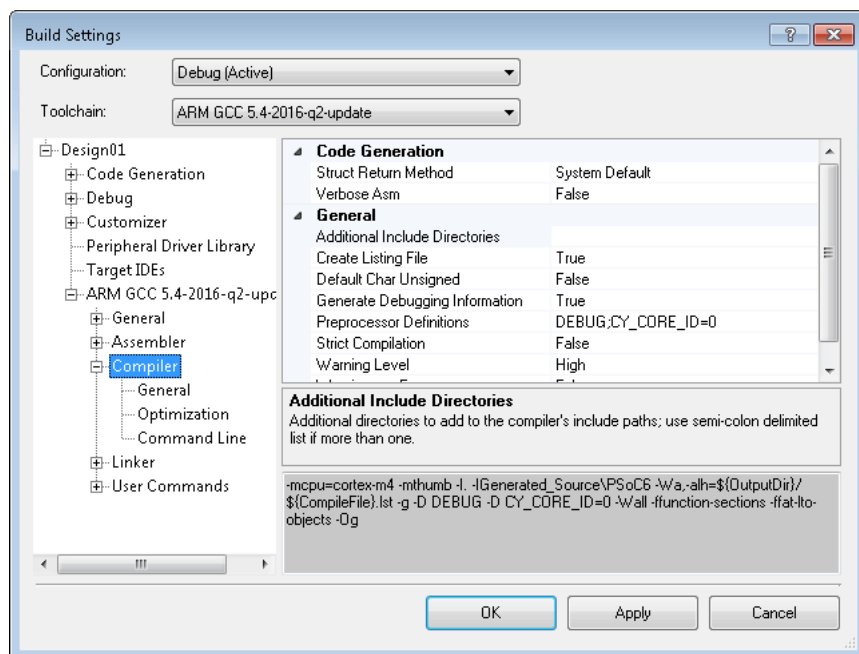 Build Settings
Configuration: Debug (Active)
Toolchain: ARM GCC 5.4-2016-q2-update
Design01
Code Generation
Debug
Customizer
Peripheral Driver Library
Target IDEs
ARM GCC 5.4-2016-q2-upc
General
Assembler
Compiler
General
Optimization
Command Line
Linker
User Commands
Code Generation
Struct Return Method System Default
Verbose Asm False
General
Additional Include Directories
Create Listing File True
Default Char Unsigned False
Generate Debugging Information True
Preprocessor Definitions DEBUG;CY_CORE_ID=0
Strict Compilation False
Warning Level High
Additional Include Directories
Additional directories to add to the compiler's include paths; use semi-colon delimited
list if more than one.
-mcpu=cortex-m4 -mthumb -I. -IGenerated_Source\PSoC6 -Wa,-alh=${OutputDir}/
${CompileFile}.lst -g -D DEBUG -D CY_CORE_ID=0 -Wall -ffunction-sections -ffat-lto-
objects -Og
OK
Apply
Cancel